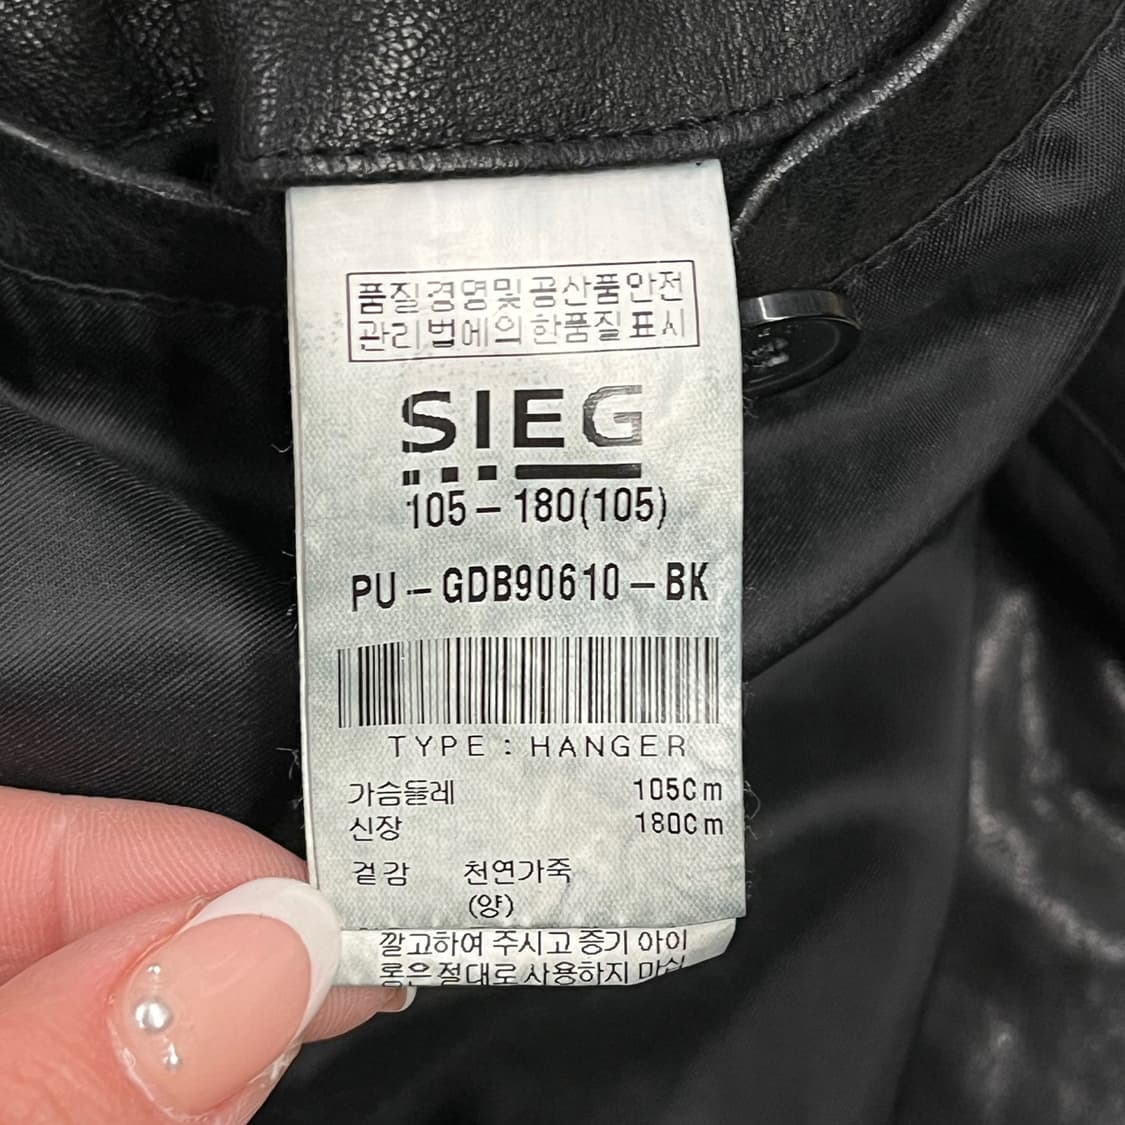 품질경영및공산품안전
관리법에의한품질표시
SIEG
105-180(105)
PU-GDB90610-BK
TYPE : HANGER
가슴둘레 105Cm
신장 180Cm
겉감 천연가죽
(양)
깔고하여 주시고 증기 아이
롱은 절대로 사용하지 마십